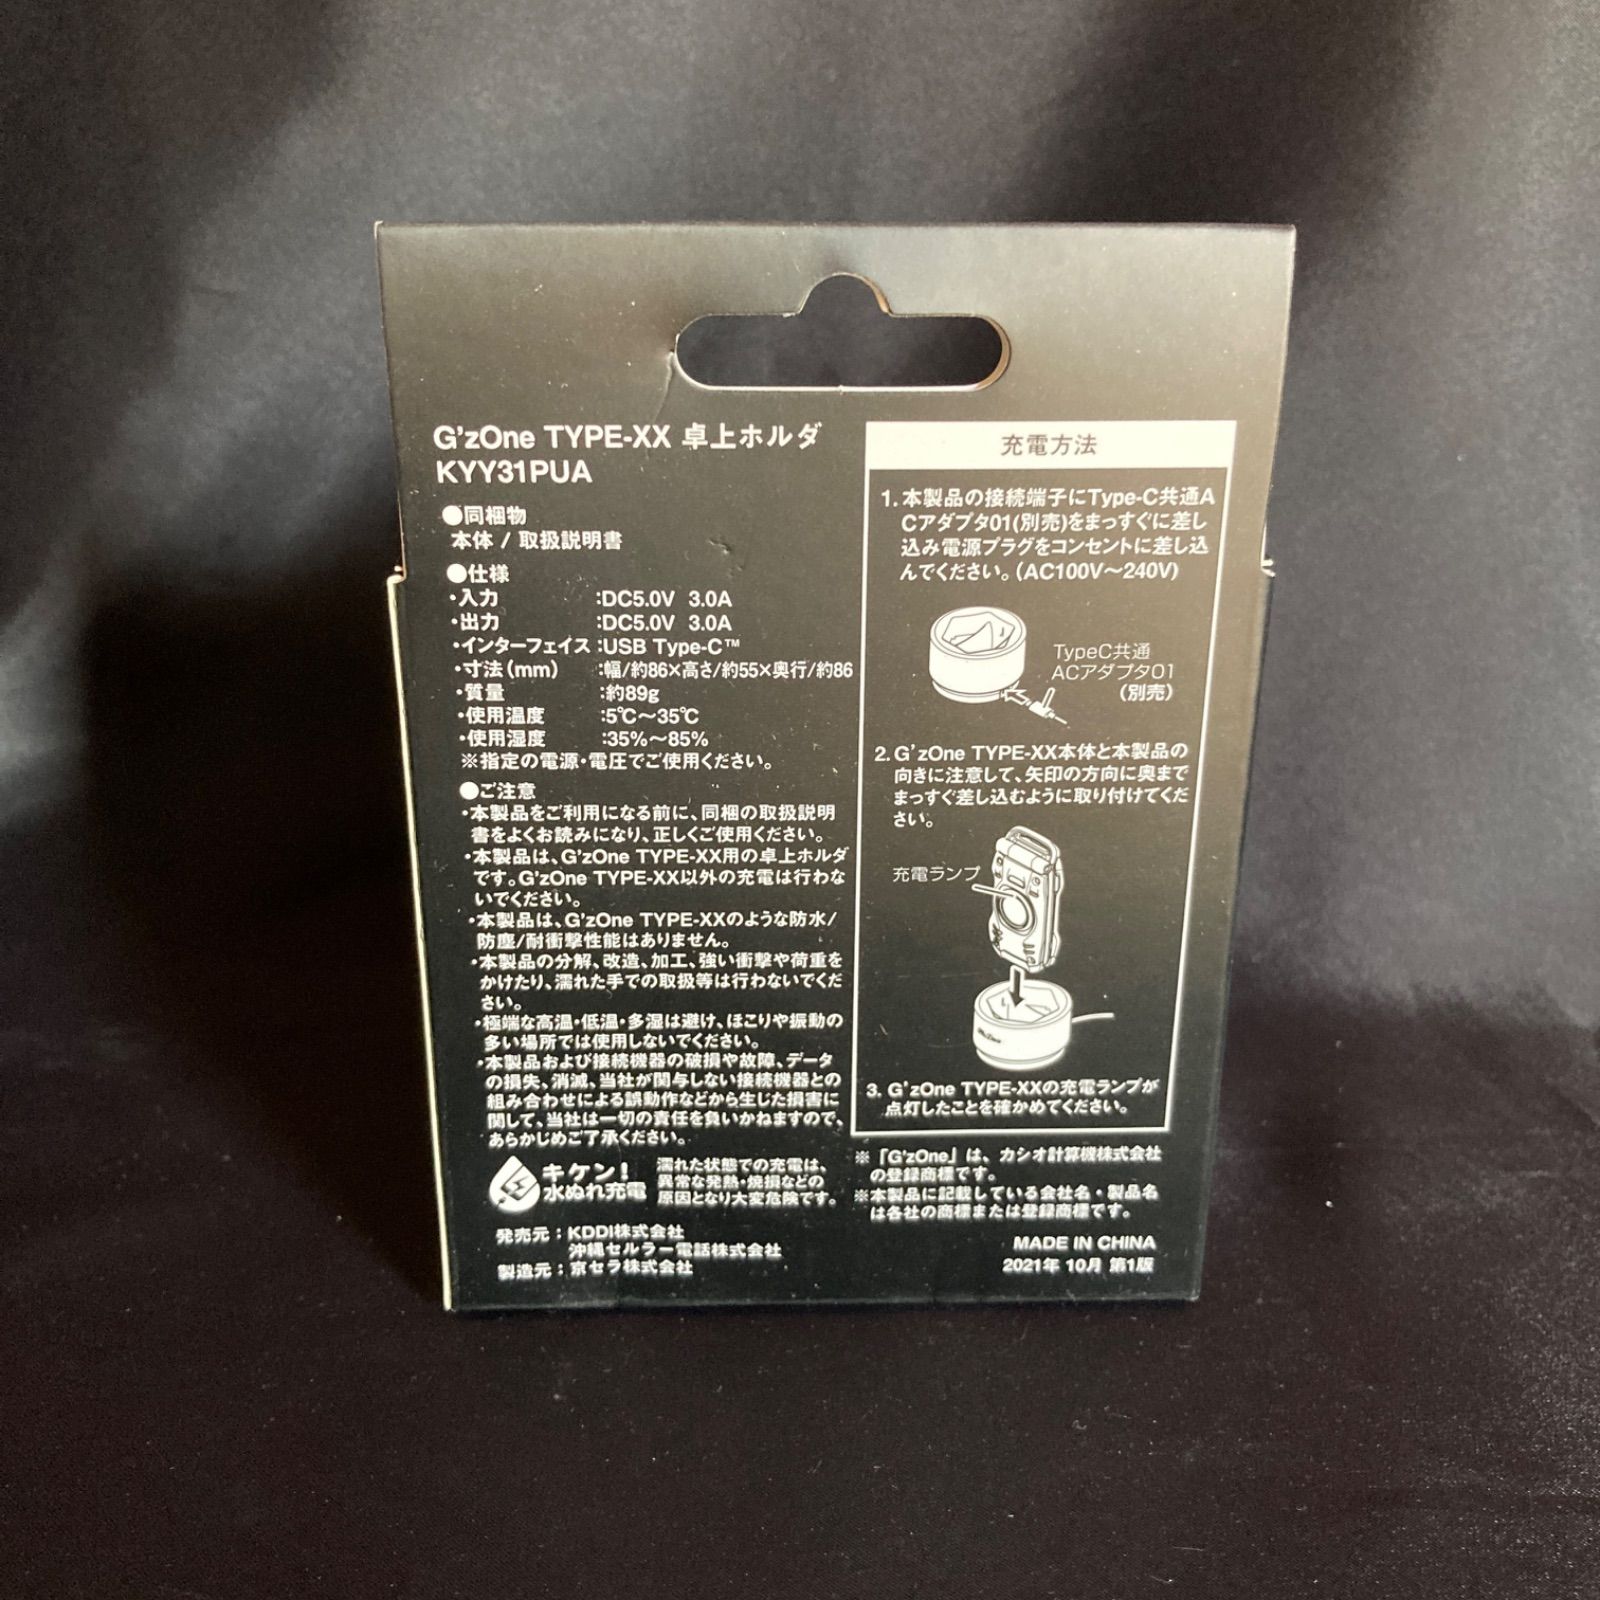 G'zOne TYPE-XX 卓上ホルダ
KYY31PUA
●同梱物
本体 / 取扱説明書
●仕様
・入力 :DC5.0V 3.0A
・出力 :DC5.0V 3.0A
・インターフェイス :USB Type-C™
・寸法(mm) :幅/約86×高さ/約55×奥行/約86
・質量 :約89g
・使用温度 :5℃～35℃
・使用湿度 :35%～85%
※指定の電源・電圧でご使用ください。
●ご注意
・本製品をご利用になる前に、同梱の取扱説明
書をよくお読みになり、正しくご使用ください。
・本製品は、G'zOne TYPE-XX用の卓上ホルダ
です。G'zOne TYPE-XX以外の充電は行わな
いでください。
・本製品は、G'zOne TYPE-XXのような防水/
防塵/耐衝撃性能はありません。
・本製品の分解、改造、加工、強い衝撃や荷重を
かけたり、濡れた手での取扱等は行わないでくだ
さい。
・極端な高温・低温・多湿は避け、ほこりや振動の
多い場所では使用しないでください。
・本製品および接続機器の破損や故障、データ
の損失、消滅、当社が関与しない接続機器との
組み合わせによる誤動作などから生じた損害に
関して、当社は一切の責任を負いかねますので、
あらかじめご了承ください。
キケン!
水ぬれ充電
濡れた状態での充電は、
異常な発熱・焼損などの
原因となり大変危険です。
発売元：KDDI株式会社
沖縄セルラー電話株式会社
製造元：京セラ株式会社
充電方法
1. 本製品の接続端子にType-C共通A
Cアダプタ01(別売)をまっすぐに差し
込み電源プラグをコンセントに差し込
んでください。(AC100V～240V)
TypeC共通
ACアダプタ01
(別売)
2. G'zOne TYPE-XX本体と本製品の
向きに注意して、矢印の方向に奥まで
まっすぐ差し込むように取り付けてくだ
さい。
充電ランプ
G'zOne
3. G'zOne TYPE-XXの充電ランプが
点灯したことを確かめてください。
※「G'zOne」は、カシオ計算機株式会社
の登録商標です。
※本製品に記載している会社名・製品名
は各社の商標または登録商標です。
MADE IN CHINA
2021年 10月 第1版